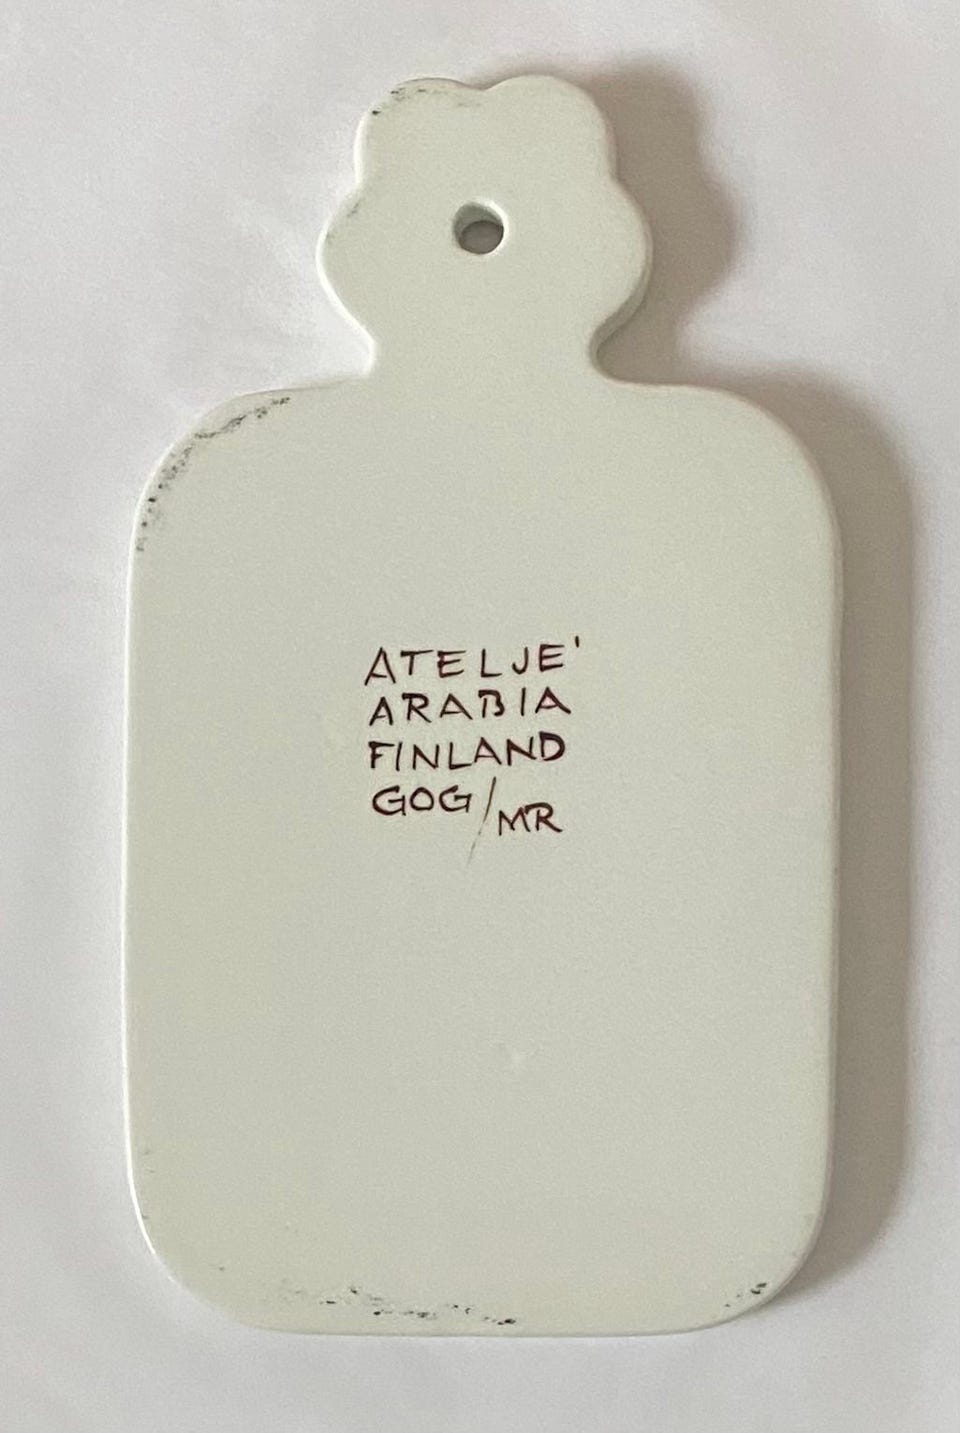 ATELJE'
ARABIA
FINLAND
GOG/MR